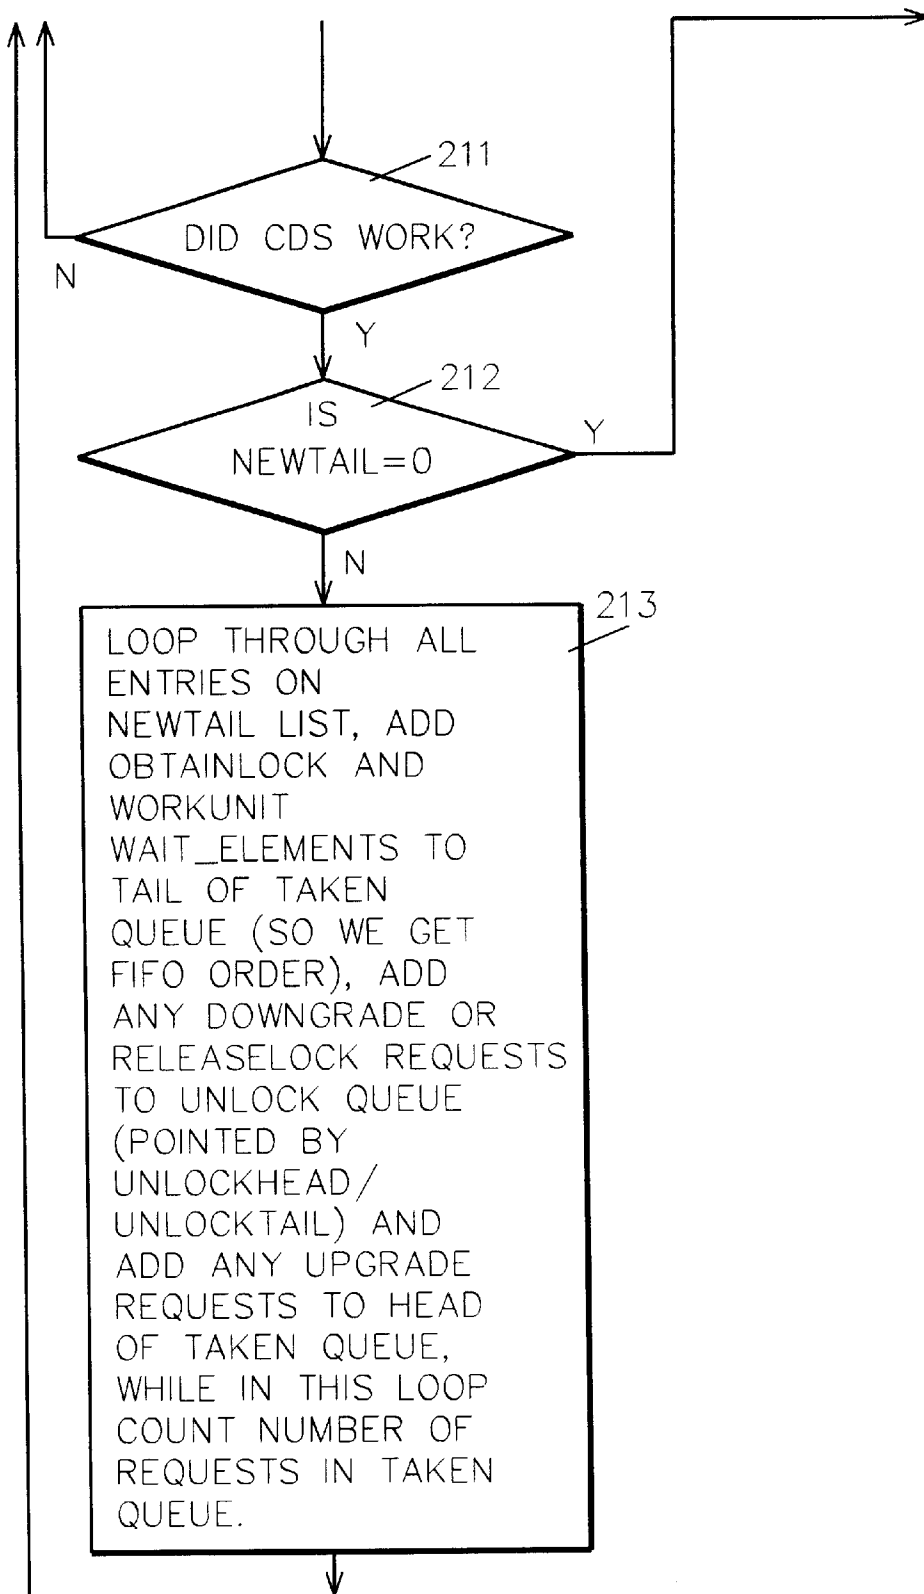 211
DID CDS WORK?
N
Y
212
IS
NEWTAIL=0
Y
N
213
LOOP THROUGH ALL
ENTRIES ON
NEWTAIL LIST, ADD
OBTAINLOCK AND
WORKUNIT
WAIT_ELEMENTS TO
TAIL OF TAKEN
QUEUE (SO WE GET
FIFO ORDER), ADD
ANY DOWNGRADE OR
RELEASELOCK REQUESTS
TO UNLOCK QUEUE
(POINTED BY
UNLOCKHEAD/
UNLOCKTAIL) AND
ADD ANY UPGRADE
REQUESTS TO HEAD
OF TAKEN QUEUE,
WHILE IN THIS LOOP
COUNT NUMBER OF
REQUESTS IN TAKEN
QUEUE.